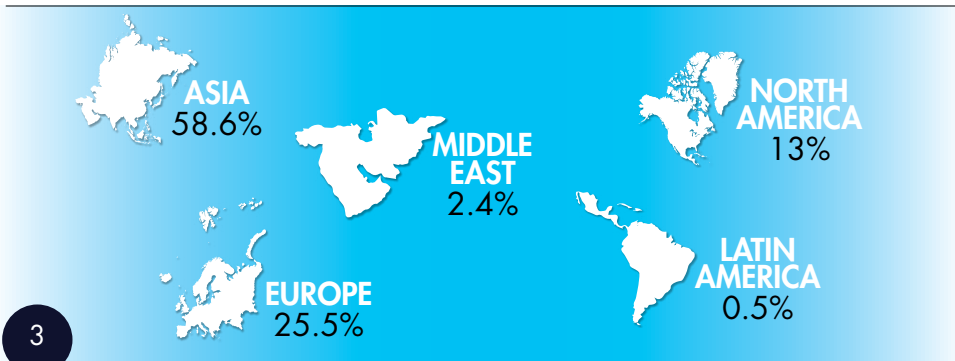 ASIA
58.6%
MIDDLE
EAST
2.4%
NORTH
AMERICA
13%
EUROPE
25.5%
LATIN
AMERICA
0.5%
3